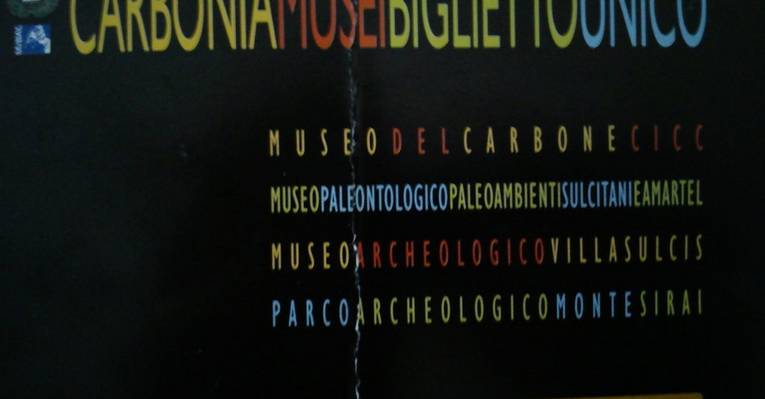 CARBONIAMUSEIBIGLIETTOUNICO
MUSEODELCARBONECICC
MUSEOPALEONTOLOGICOPALEOAMBIENTISULCITANIEAMARTEL
MUSEOARCHEOLOGICOVILLASULCIS
PARCOARCHEOLOGICOMONTESIRAI